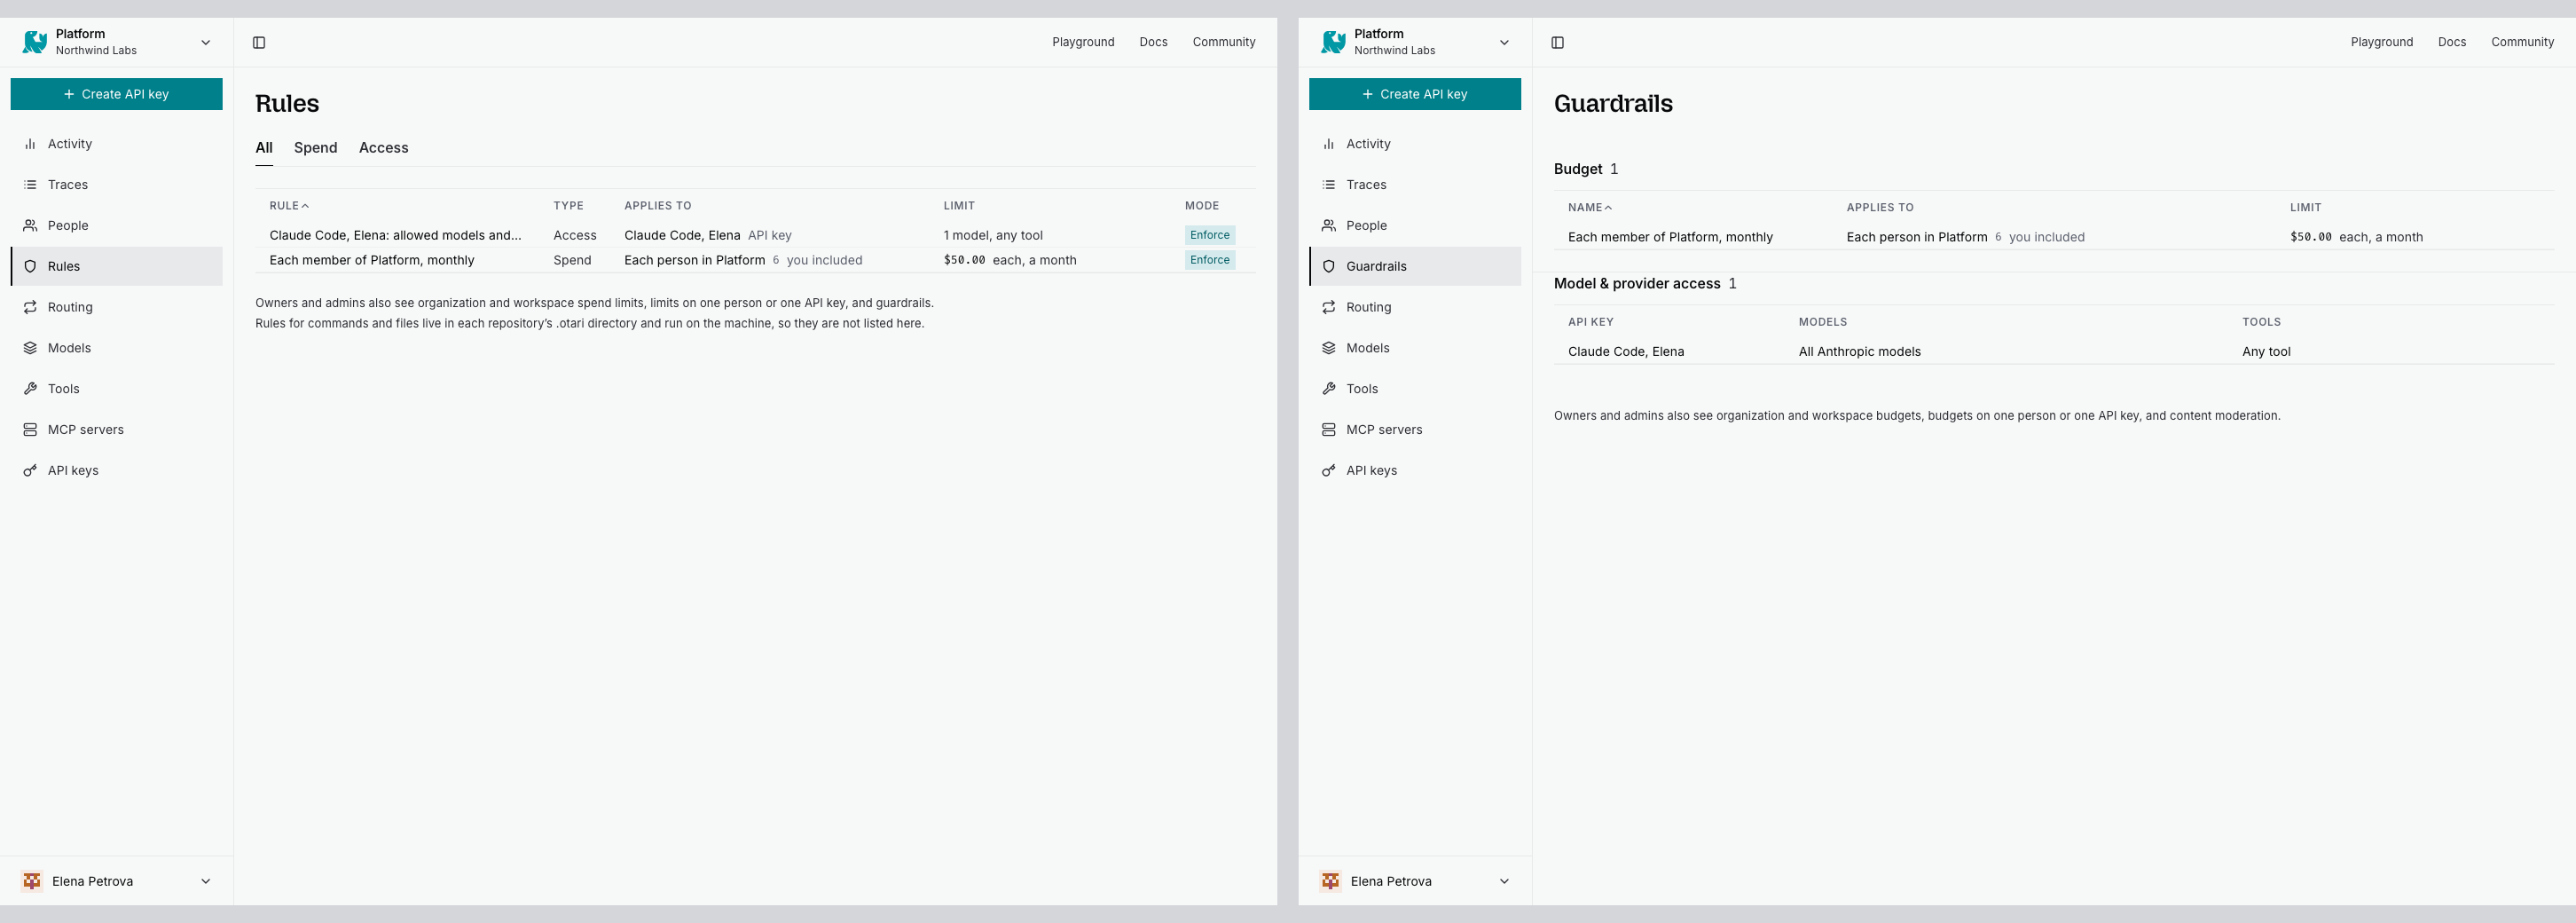 Platform
Northwind Labs
Playground Docs Community
Create API key
Activity
Traces
People
Rules
Routing
Models
Tools
MCP servers
API keys
Elena Petrova
Rules
All Spend Access
RULE TYPE APPLIES TO LIMIT MODE
Claude Code, Elena: allowed models and... Access Claude Code, Elena API key 1 model, any tool Enforce
Each member of Platform, monthly Spend Each person in Platform 6 you included $50.00 each, a month Enforce
Owners and admins also see organization and workspace spend limits, limits on one person or one API key, and guardrails.
Rules for commands and files live in each repository's .otari directory and run on the machine, so they are not listed here.
Platform
Northwind Labs
Playground Docs Community
Create API key
Activity
Traces
People
Guardrails
Routing
Models
Tools
MCP servers
API keys
Elena Petrova
Guardrails
Budget 1
NAME APPLIES TO LIMIT
Each member of Platform, monthly Each person in Platform 6 you included $50.00 each, a month
Model & provider access 1
API KEY MODELS TOOLS
Claude Code, Elena All Anthropic models Any tool
Owners and admins also see organization and workspace budgets, budgets on one person or one API key, and content moderation.